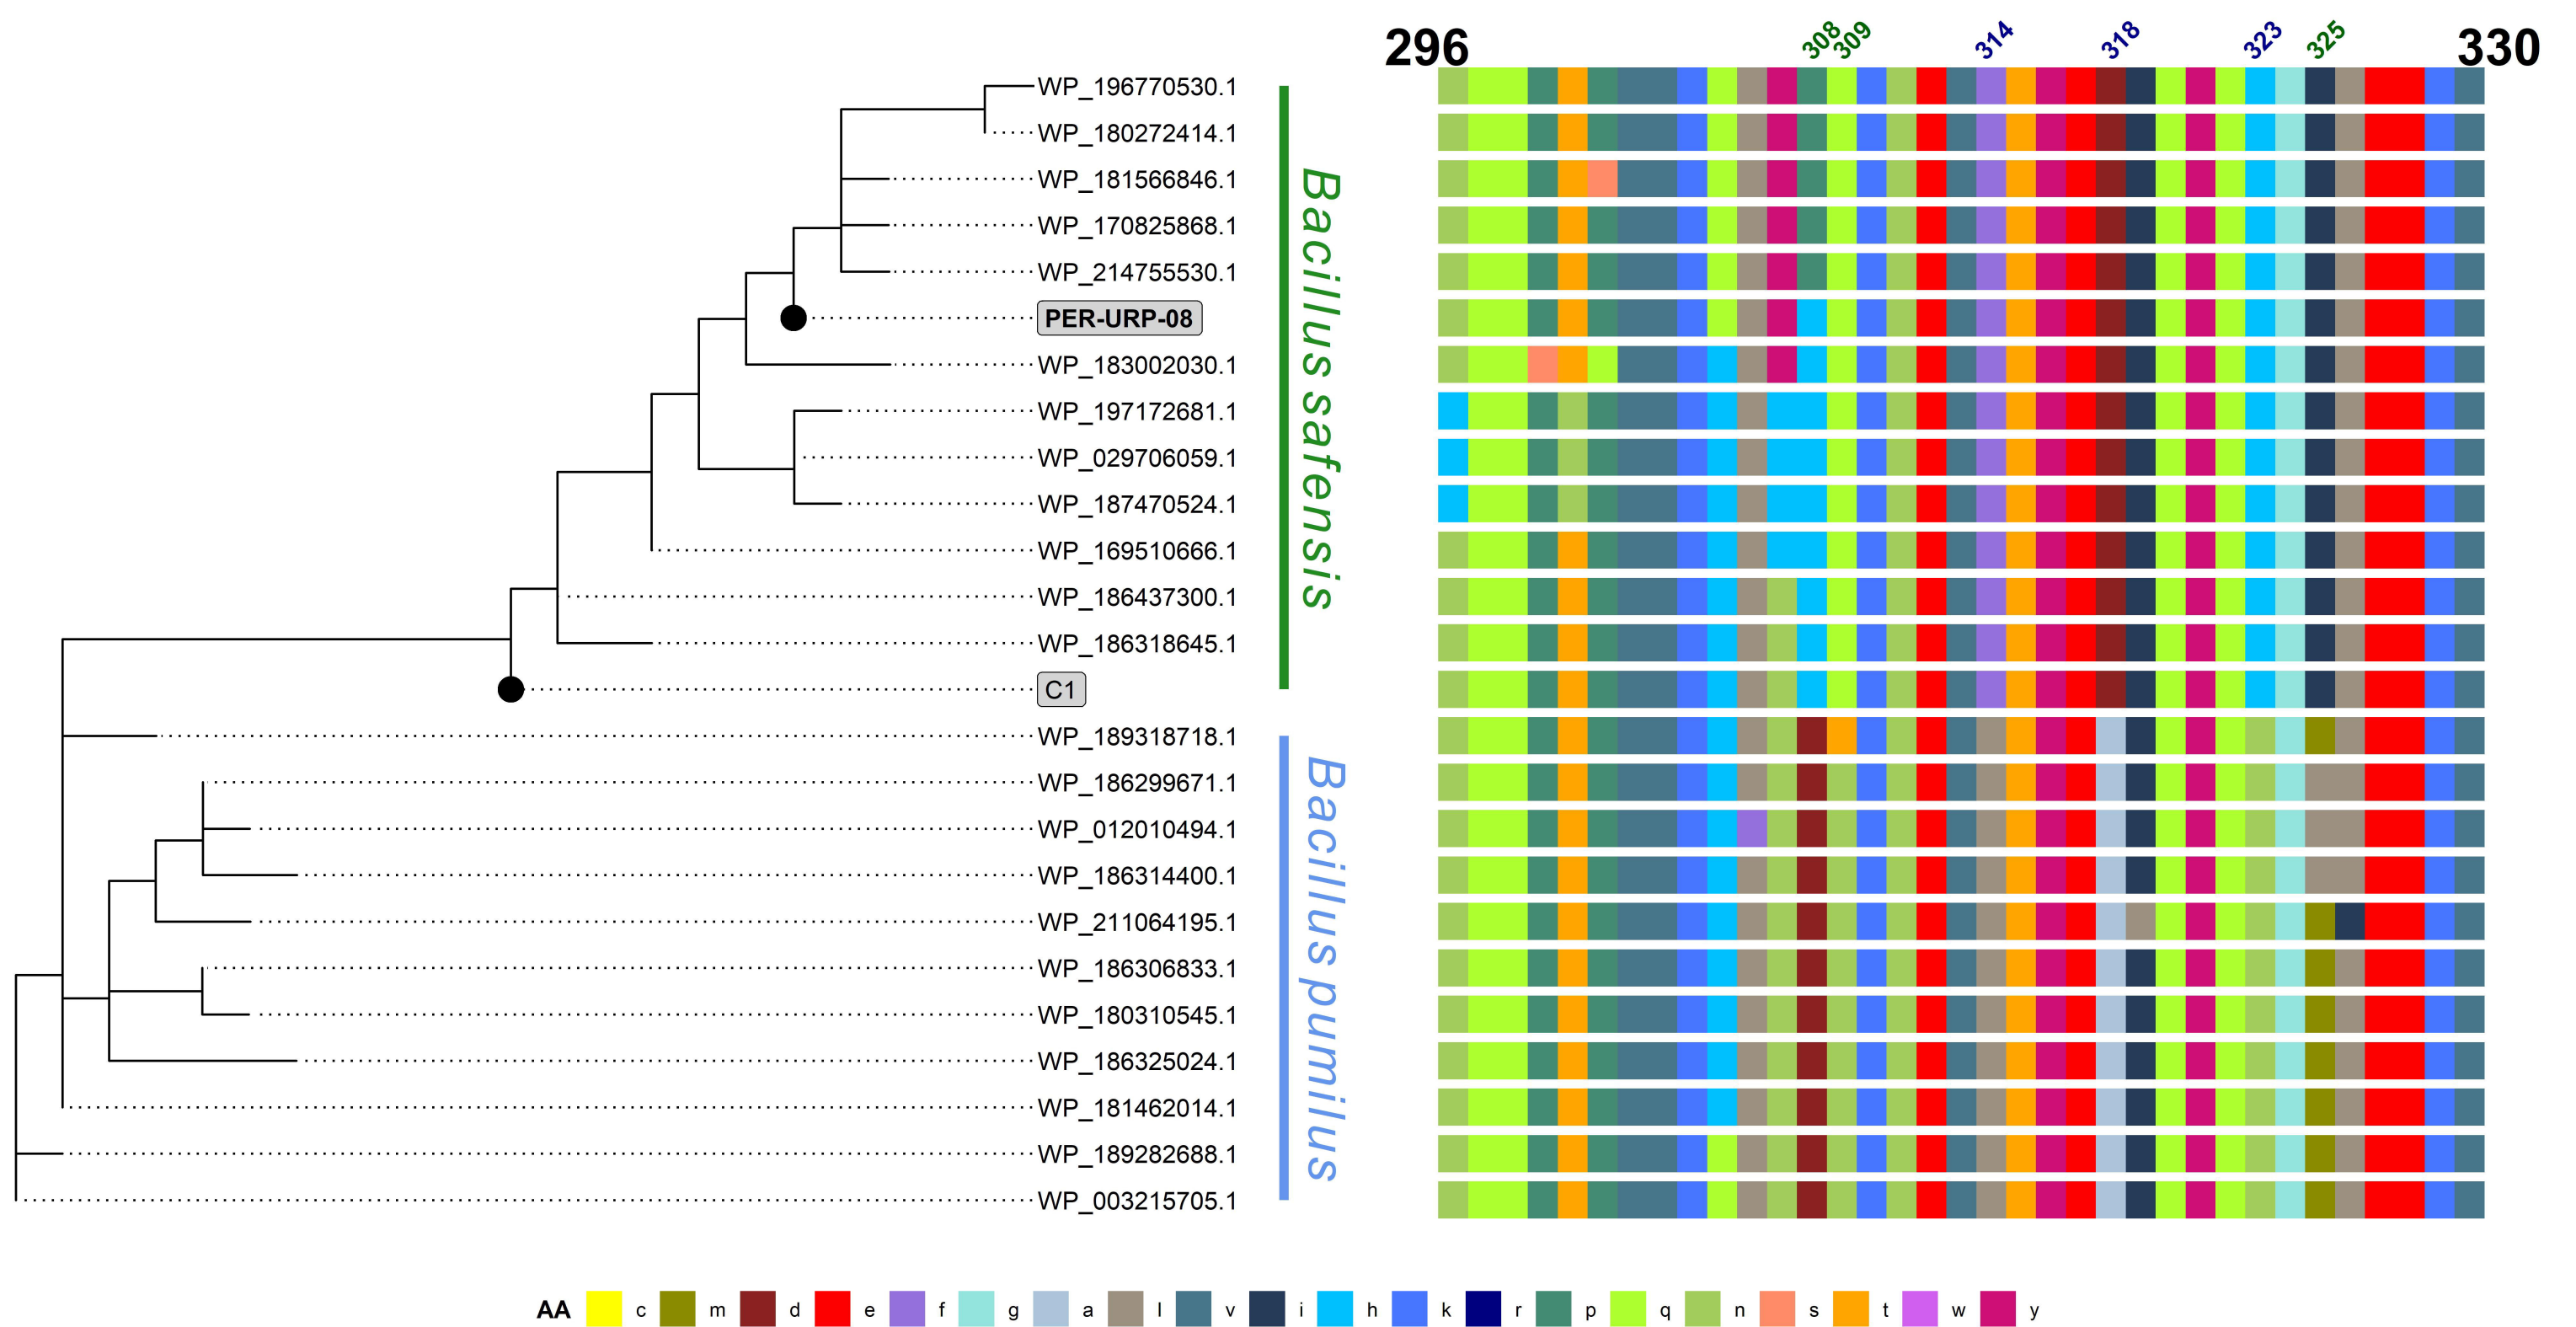 296 308 309 314 318 323 325 330
WP_196770530.1
WP_180272414.1
WP_181566846.1
WP_170825868.1
WP_214755530.1
PER-URP-08
WP_183002030.1
WP_197172681.1
WP_029706059.1
WP_187470524.1
WP_169510666.1
WP_186437300.1
WP_186318645.1
C1
Bacillus safensis
WP_189318718.1
WP_186299671.1
WP_012010494.1
WP_186314400.1
WP_211064195.1
WP_186306833.1
WP_180310545.1
WP_186325024.1
WP_181462014.1
WP_189282688.1
WP_003215705.1
Bacillus pumilus
AA c m d e f g a l v i h k r p q n s t w y